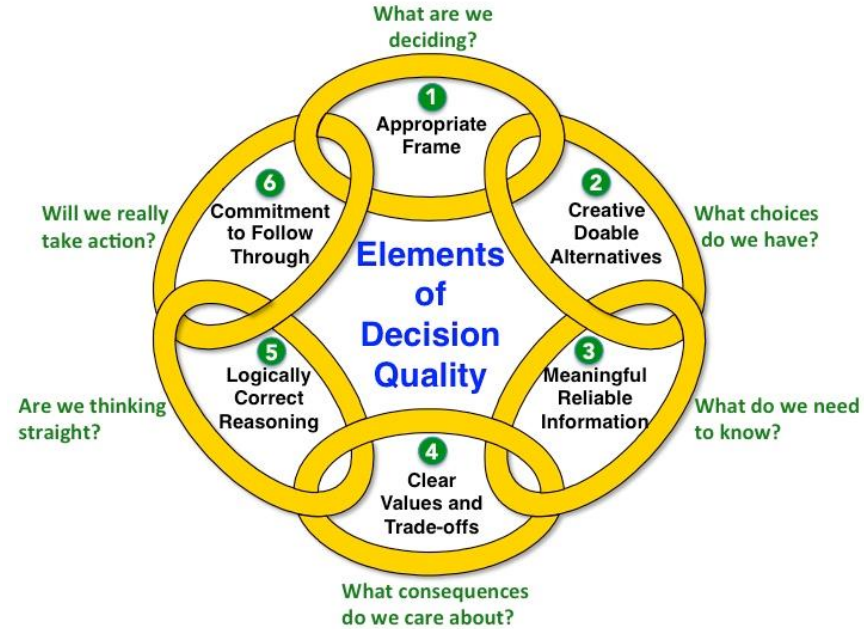 What are we
deciding?
1
Appropriate
Frame
2
Creative
Doable
Alternatives
What choices
do we have?
3
Meaningful
Reliable
Information
What do we need
to know?
4
Clear
Values and
Trade-offs
What consequences
do we care about?
5
Logically
Correct
Reasoning
Are we thinking
straight?
6
Commitment
to Follow
Through
Will we really
take action?
Elements
of
Decision
Quality